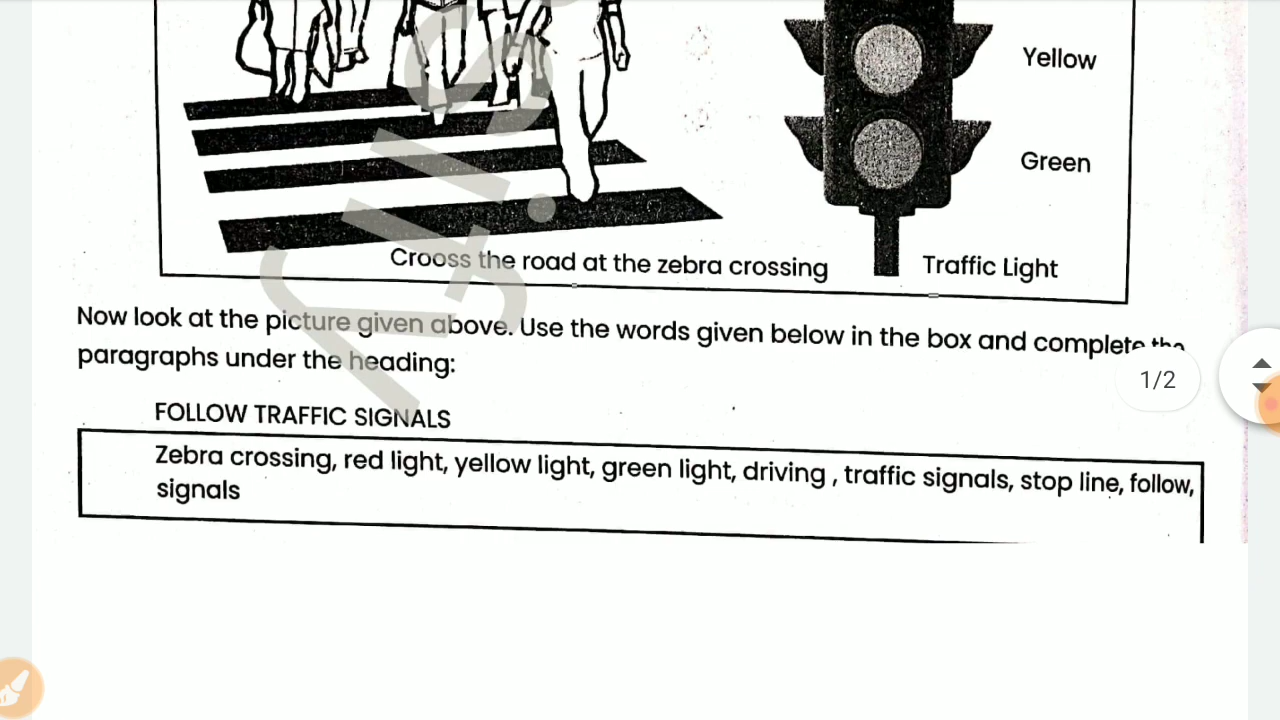 Yellow
Green
Crooss the road at the zebra crossing
Traffic Light
Now look at the picture given above. Use the words given below in the box and complete the
paragraphs under the heading:
1/2
FOLLOW TRAFFIC SIGNALS
Zebra crossing, red light, yellow light, green light, driving , traffic signals, stop line, follow,
signals